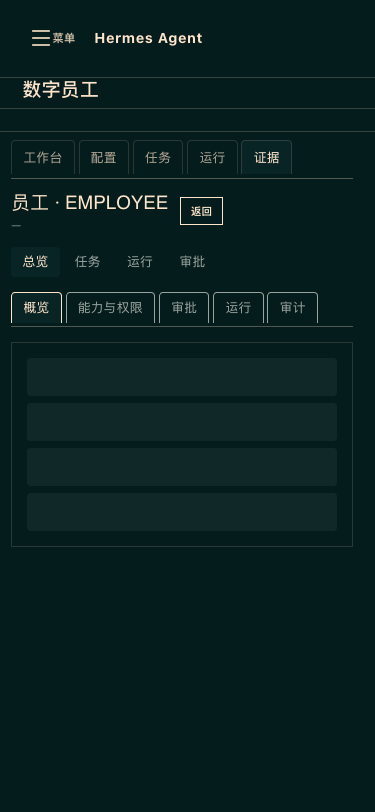 菜单 Hermes Agent
数字员工
工作台 配置 任务 运行 证据
员工 · EMPLOYEE 返回
—
总览 任务 运行 审批
概览 能力与权限 审批 运行 审计